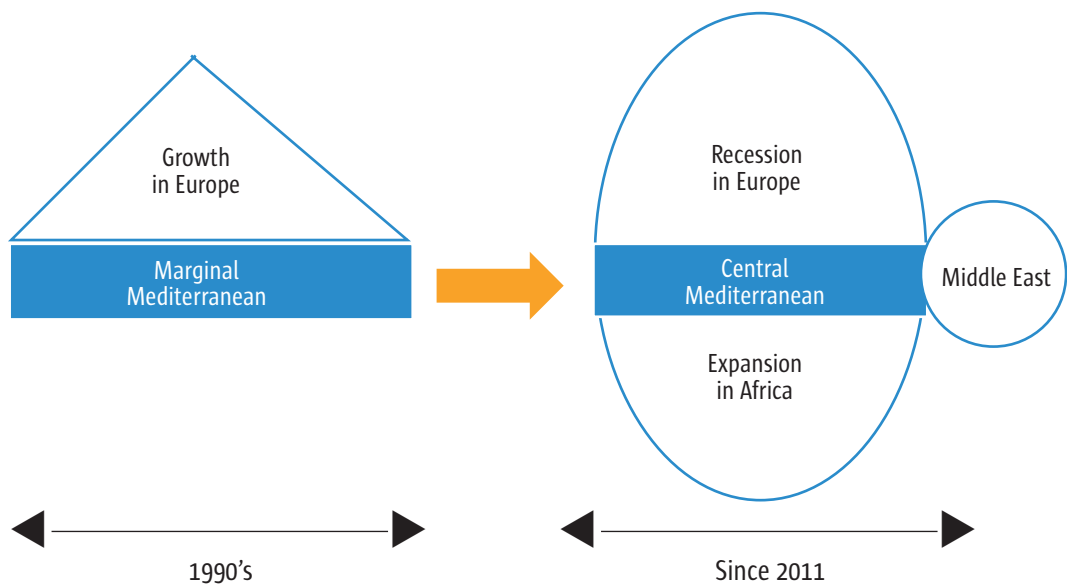 Growth
in Europe
Marginal
Mediterranean
1990's
Recession
in Europe
Central
Mediterranean
Middle East
Expansion
in Africa
Since 2011